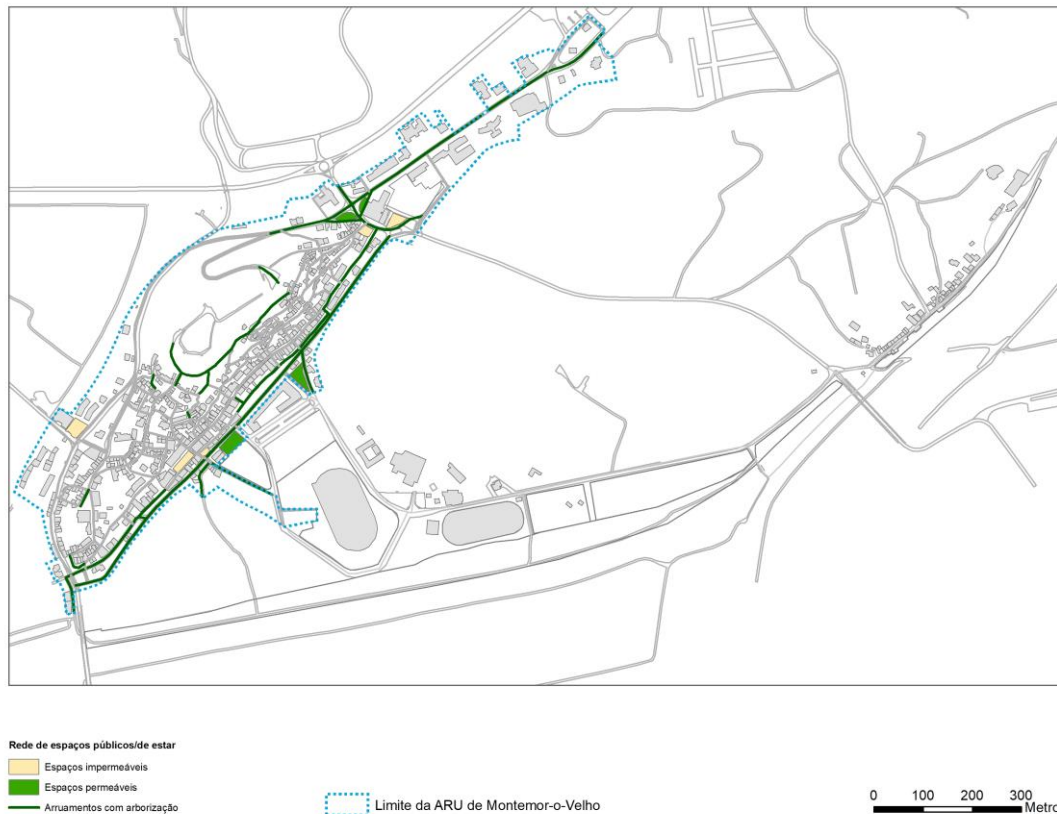 Rede de espaços públicos/de estar
Espaços impermeáveis
Espaços permeáveis
Arruamentos com arborização
Limite da ARU de Montemor-o-Velho
0 100 200 300
Metro